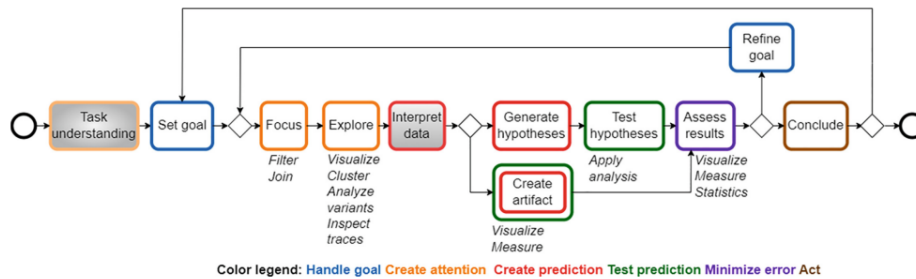 Refine
goal
Task
understanding
Set goal
Focus
Explore
Interpret
data
Generate
hypotheses
Test
hypotheses
Assess
results
Conclude
Filter
Join
Visualize
Cluster
Analyze
variants
Inspect
traces
Apply
analysis
Visualize
Measure
Statistics
Create
artifact
Visualize
Measure
Color legend: Handle goal Create attention Create prediction Test prediction Minimize error Act